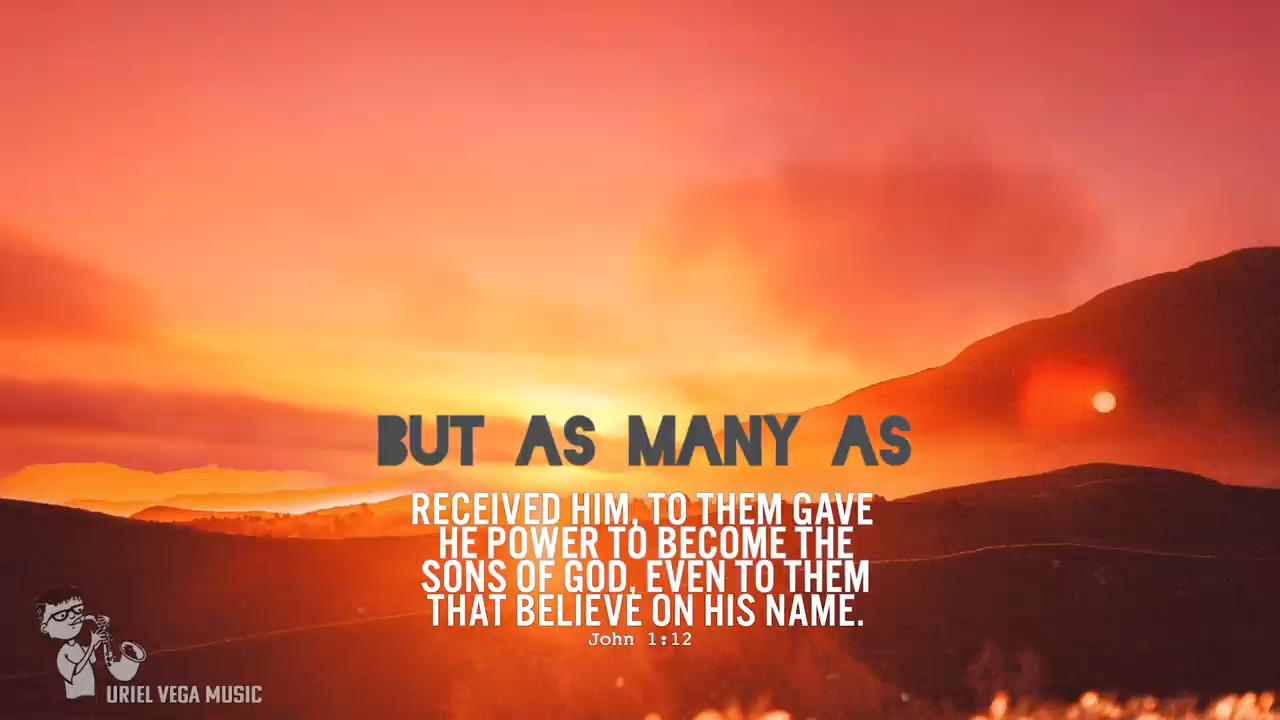 BUT AS MANY AS
RECEIVED HIM, TO THEM GAVE
HE POWER TO BECOME THE
SONS OF GOD, EVEN TO THEM
THAT BELIEVE ON HIS NAME.
John 1:12
URIEL VEGA MUSIC